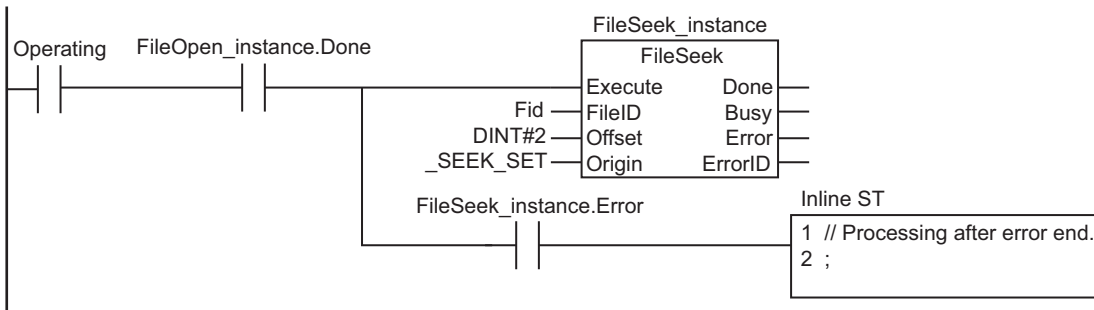 FileSeek_instance
Operating FileOpen_instance.Done FileSeek
Execute Done
Fid FileID Busy
DINT#2 Offset Error
_SEEK_SET Origin ErrorID
FileSeek_instance.Error Inline ST
1 // Processing after error end.
2 ;